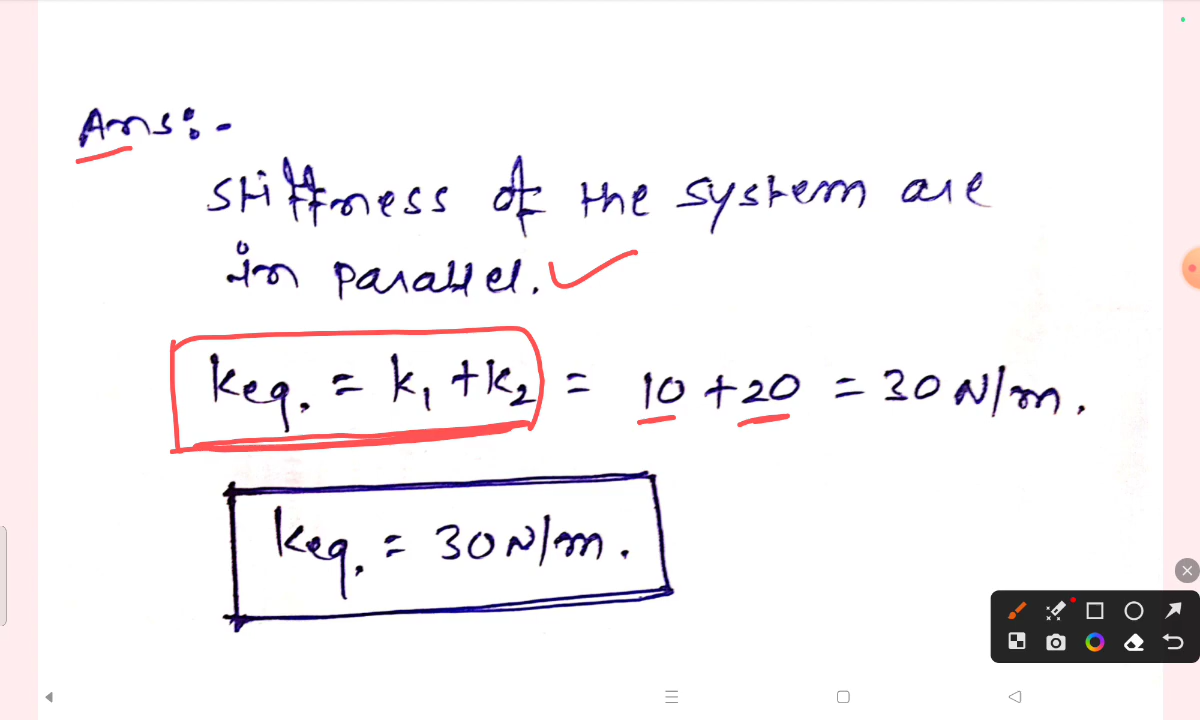 Ans:-
Stiffness of the system are
in parallel.
keq. = k₁ + k₂ = 10 + 20 = 30 N/m.
keq. = 30 N/m.